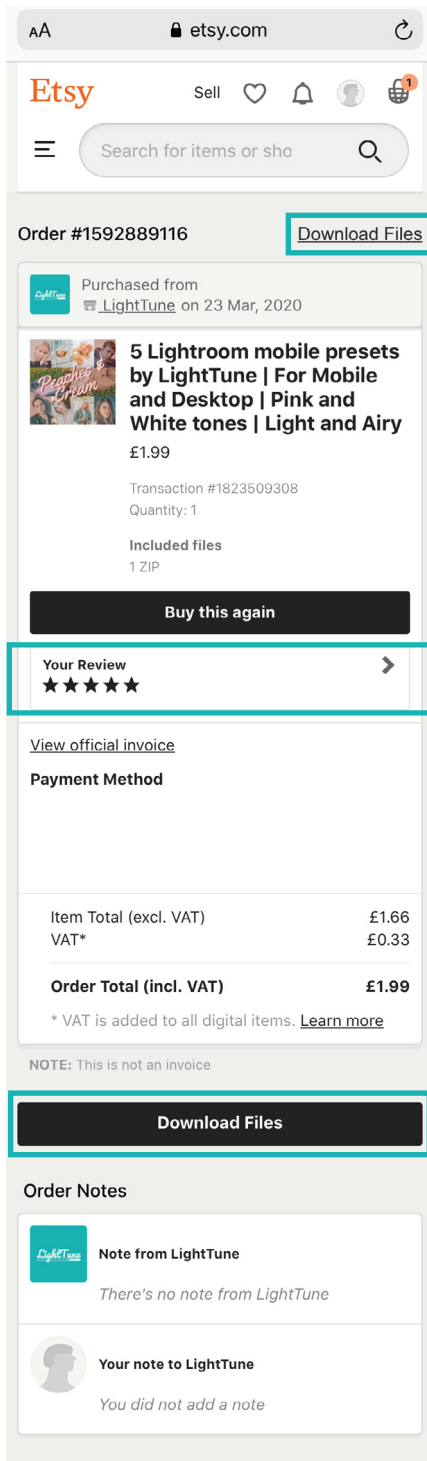 AA etsy.com
Etsy Sell 1
Search for items or sho
Order #1592889116 Download Files
LightTune
Purchased from
LightTune on 23 Mar, 2020
Peaches &
Cream
5 Lightroom mobile presets
by LightTune | For Mobile
and Desktop | Pink and
White tones | Light and Airy
£1.99
Transaction #1823509308
Quantity: 1
Included files
1 ZIP
Buy this again
Your Review
View official invoice
Payment Method
Item Total (excl. VAT) £1.66
VAT* £0.33
Order Total (incl. VAT) £1.99
* VAT is added to all digital items. Learn more
NOTE: This is not an invoice
Download Files
Order Notes
LightTune
Note from LightTune
There's no note from LightTune
Your note to LightTune
You did not add a note